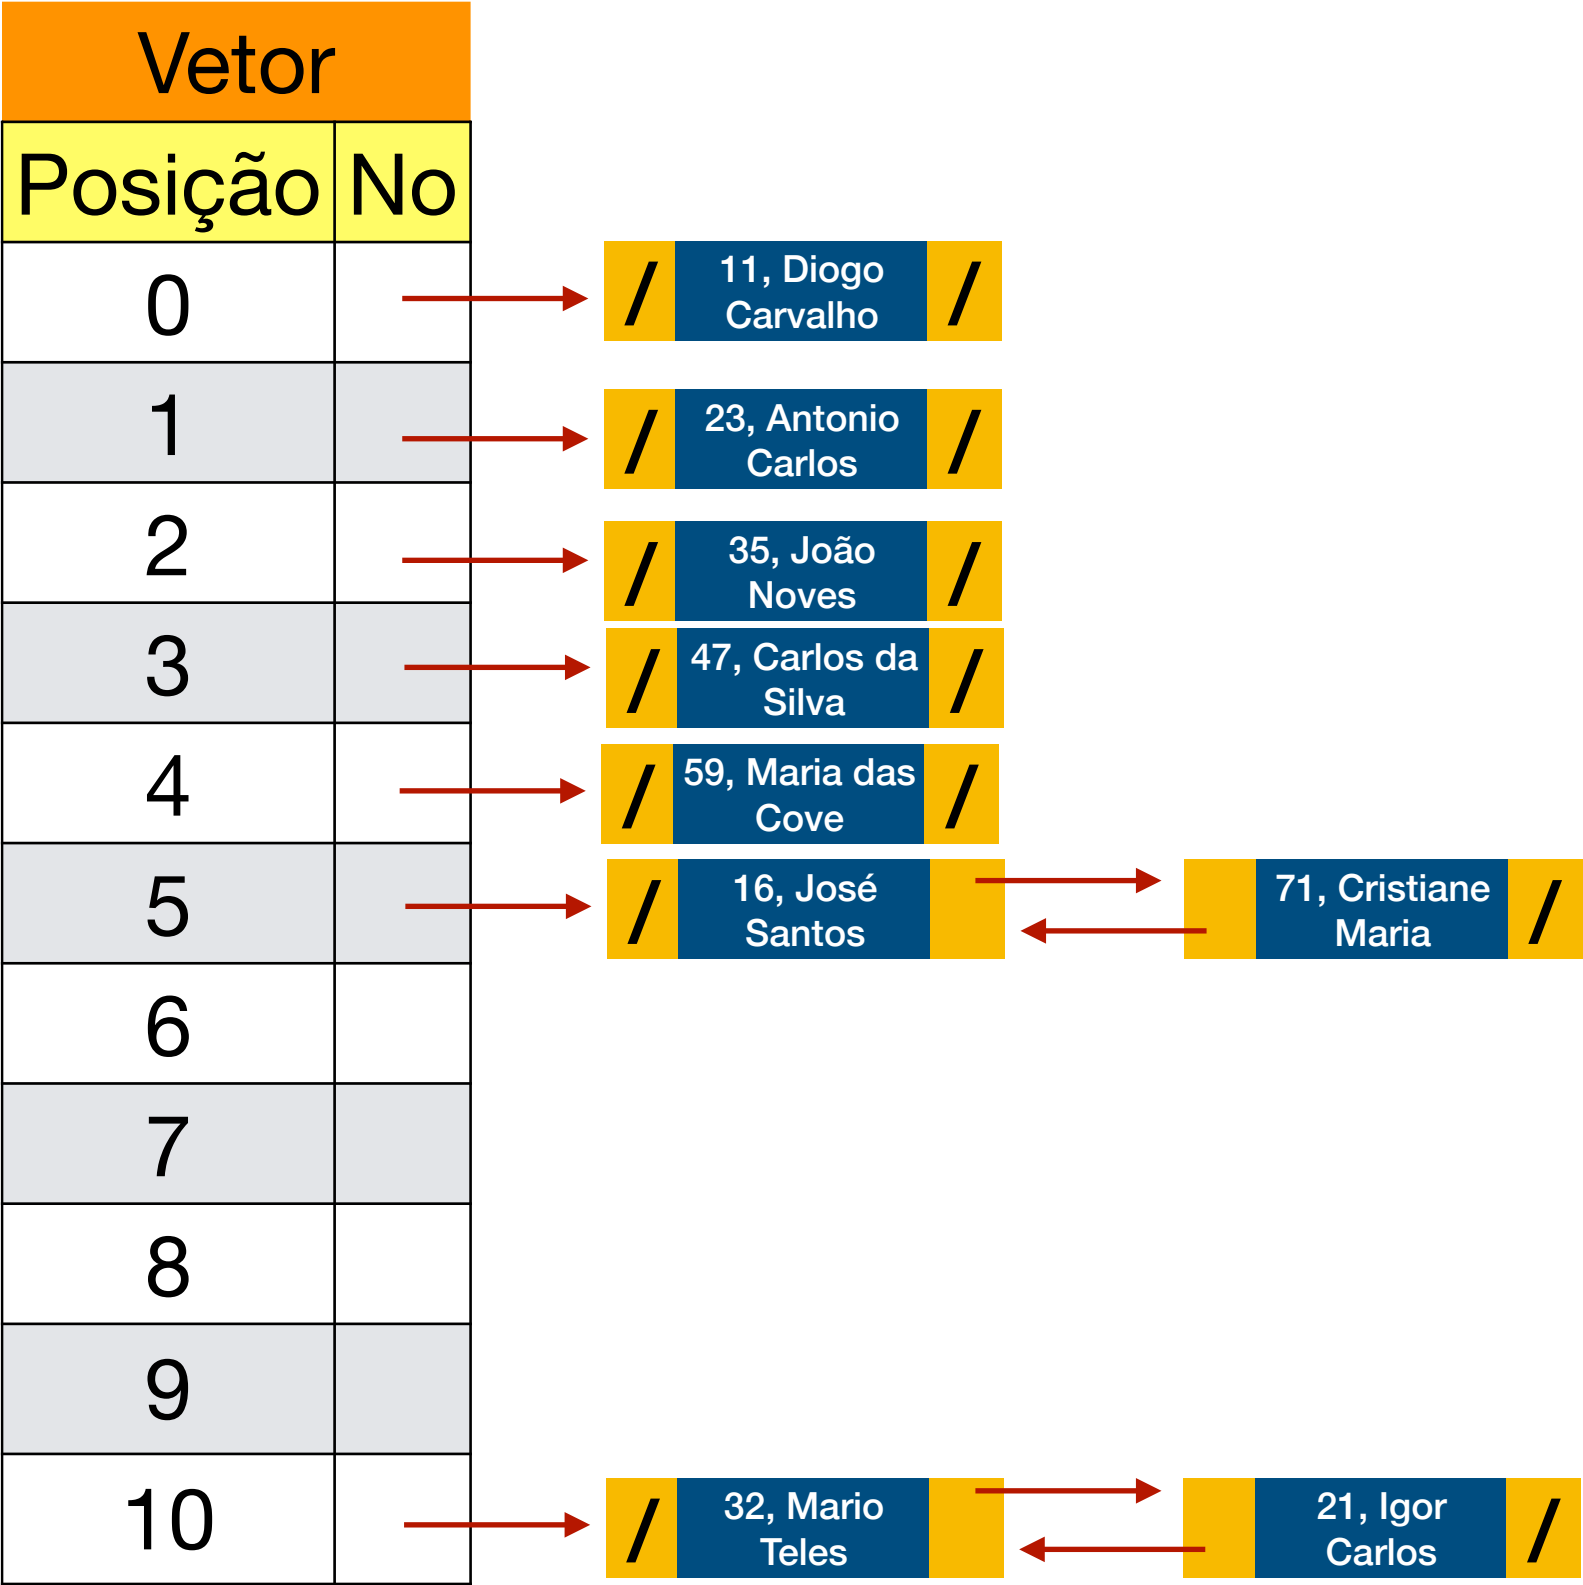 Vetor
Posição No
0
/ 11, Diogo /
Carvalho
1
/ 23, Antonio /
Carlos
2
/ 35, João /
Noves
3
/ 47, Carlos da /
Silva
4
/ 59, Maria das /
Cove
5
/ 16, José
Santos
71, Cristiane /
Maria
6
7
8
9
10
/ 32, Mario
Teles
21, Igor /
Carlos